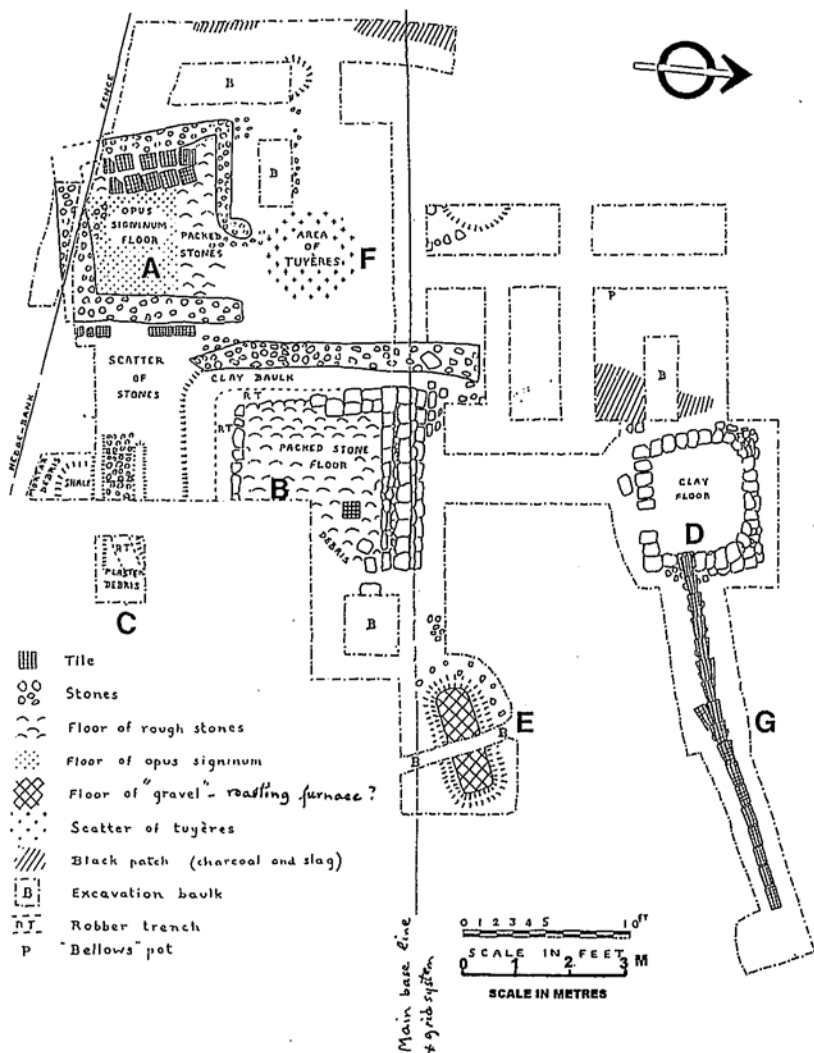 FENCE
B
B
OPUS
SIGNINUM
FLOOR
PACKED
STONES
A
AREA
OF
TUYÈRES
F
P
B
SCATTER
OF
STONES
CLAY BAULK
RT
RT
PACKED STONE
FLOOR
B
DEBRIS
HEDGE-BANK
MORTAR
DEBRIS
SHALE
CLAY
FLOOR
D
RT
PLASTER
DEBRIS
C
B
E
B
B
G
Tile
Stones
Floor of rough stones
Floor of opus signinum
Floor of "gravel" - roasting furnace?
Scatter of tuyères
Black patch (charcoal and slag)
B Excavation baulk
RT Robber trench
P "Bellows" pot
0 1 2 3 4 5 10 ft
SCALE IN FEET
0 1 2 3 M
SCALE IN METRES
Main base line
& grid system